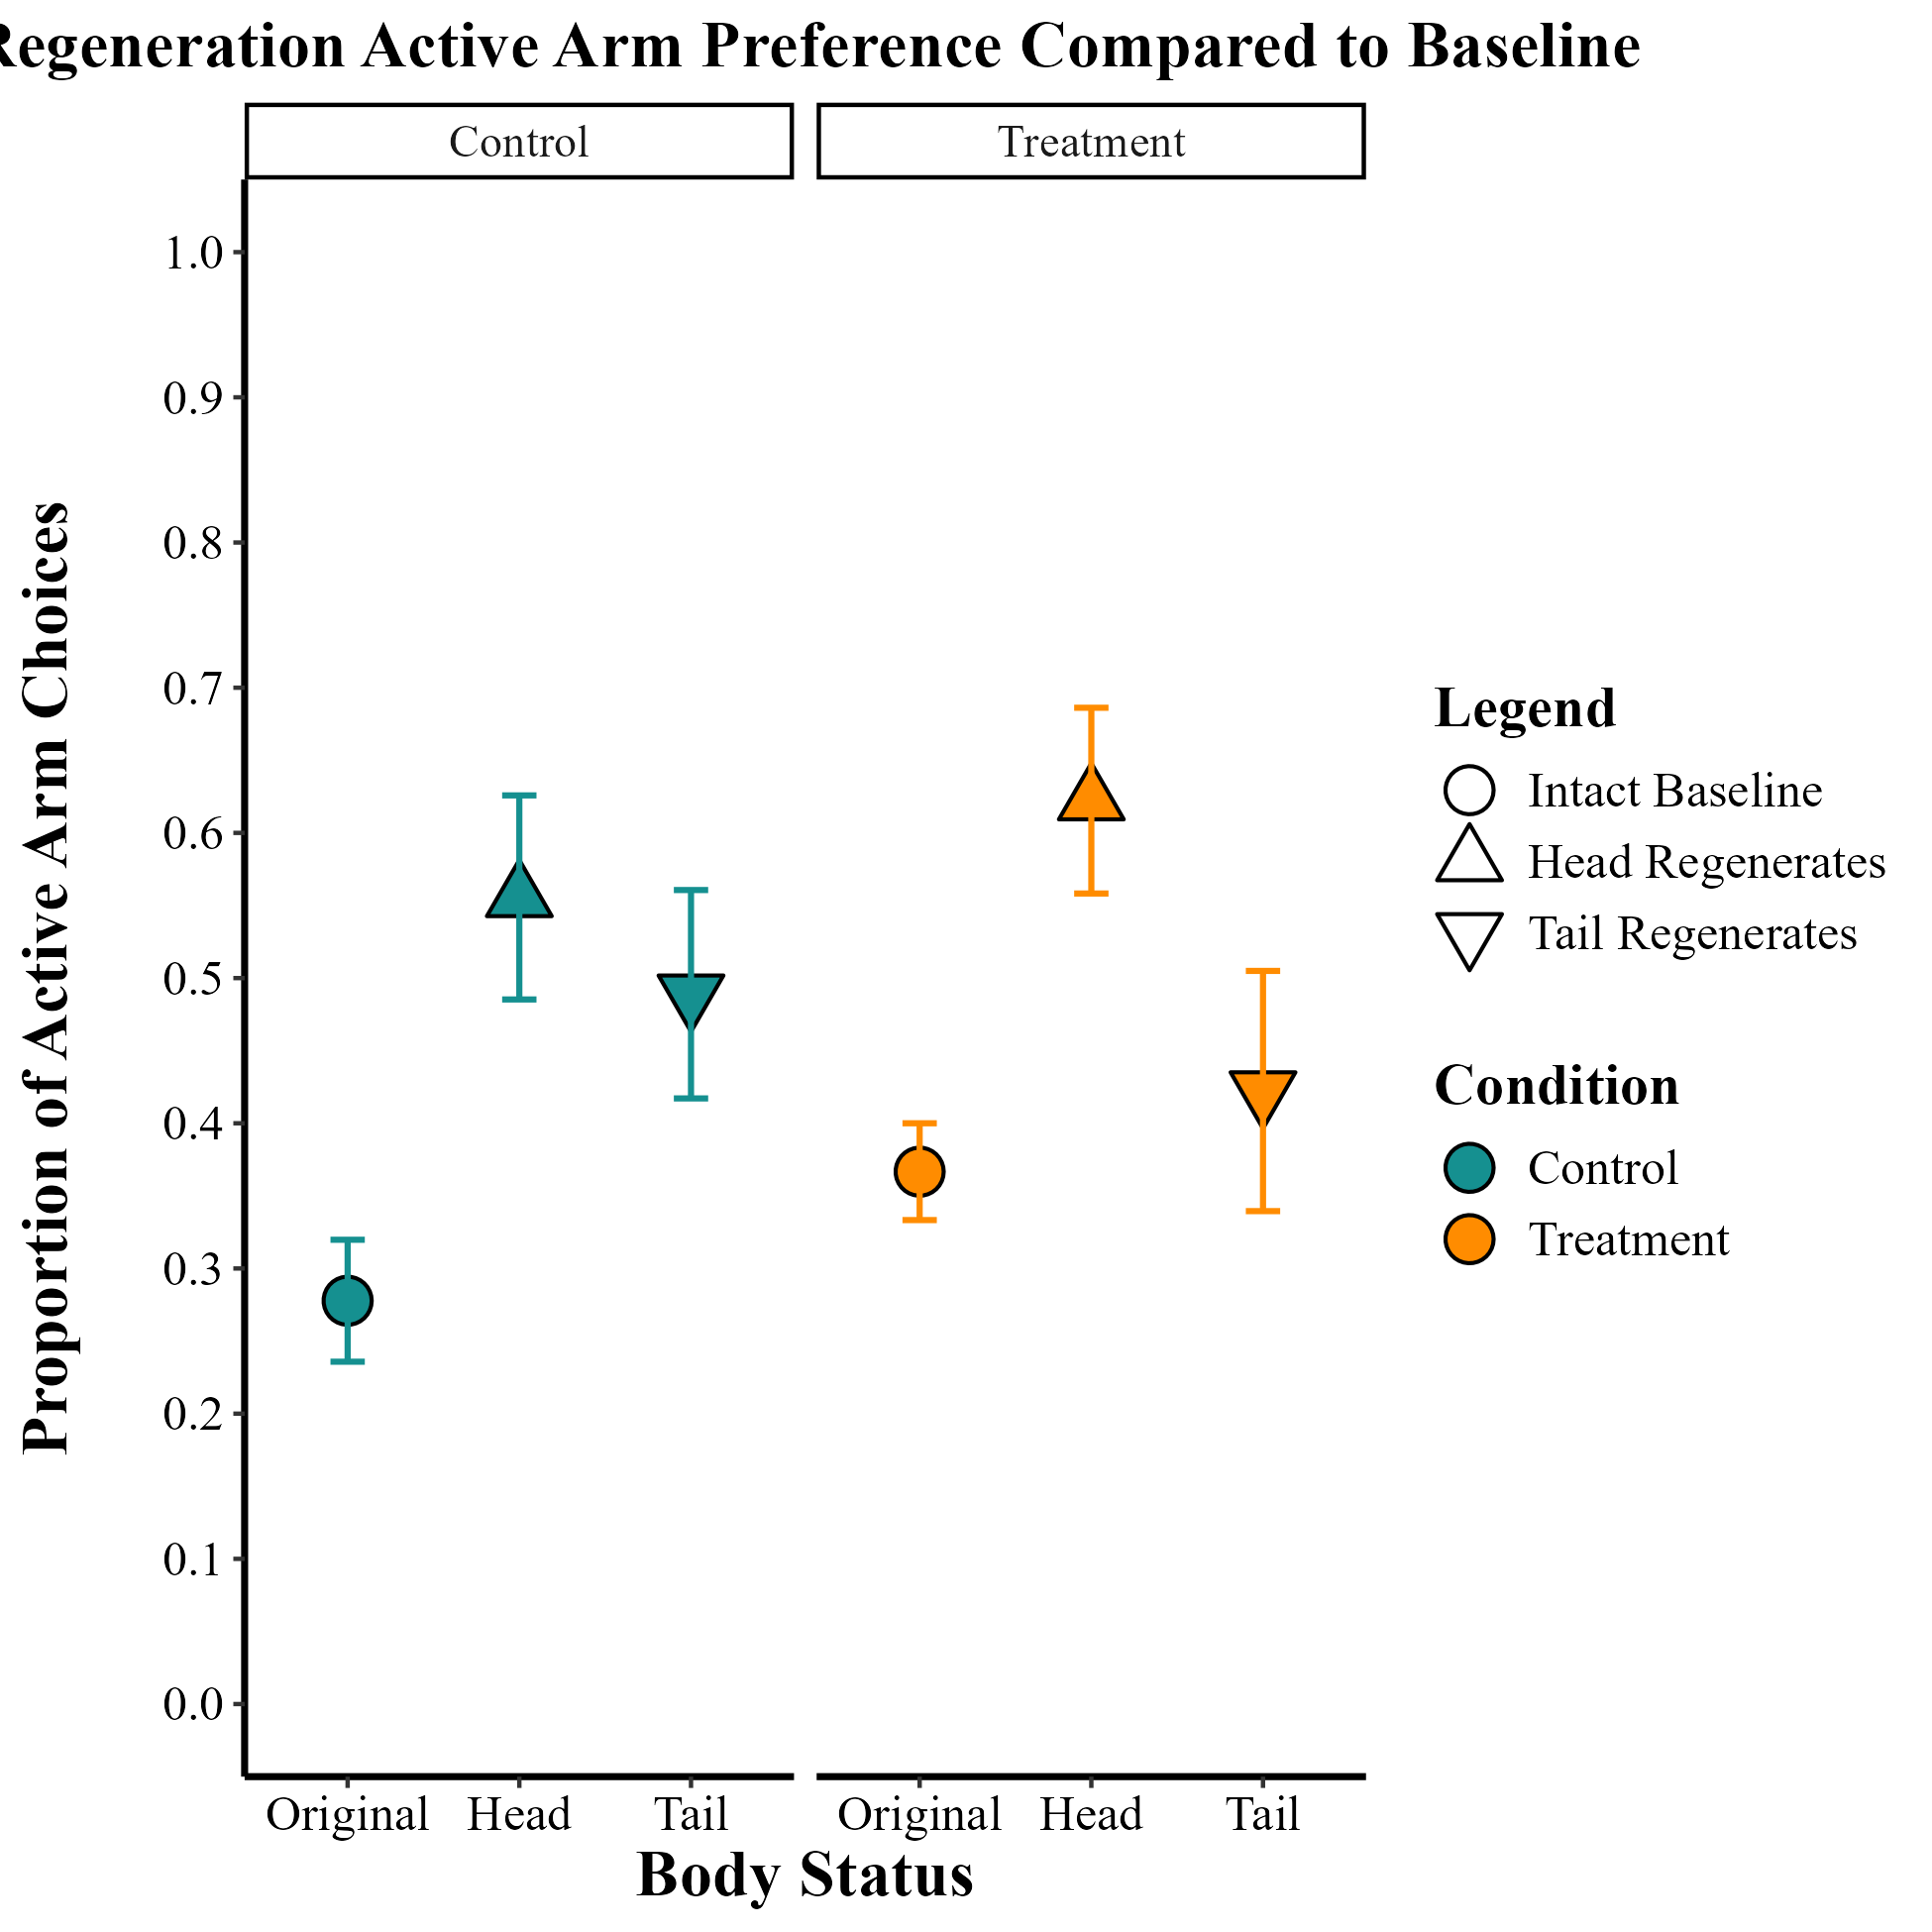 Regeneration Active Arm Preference Compared to Baseline
Control
Treatment
1.0
0.9
0.8
0.7
0.6
0.5
0.4
0.3
0.2
0.1
0.0
Proportion of Active Arm Choices
Original
Head
Tail
Original
Head
Tail
Body Status
Legend
Intact Baseline
Head Regenerates
Tail Regenerates
Condition
Control
Treatment